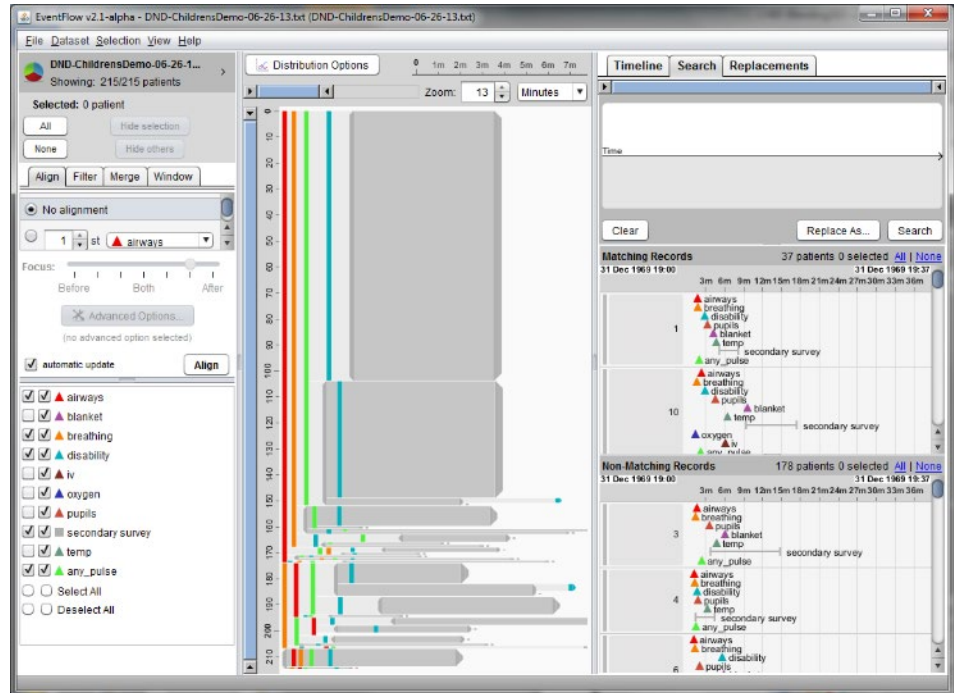 EventFlow v2.1-alpha - DND-ChildrensDemo-06-26-13.txt (DND-ChildrensDemo-06-26-13.txt)
File Dataset Selection View Help
DND-ChildrensDemo-06-26-1...
Showing: 215/215 patients
Selected: 0 patient
All Hide selection
None Hide others
Align Filter Merge Window
No alignment
1 st airways
Focus:
Before Both After
Advanced Options...
(no advanced option selected)
automatic update Align
airways
blanket
breathing
disability
iv
oxygen
pupils
secondary survey
temp
any_pulse
Select All
Deselect All
Distribution Options
0 1m 2m 3m 4m 5m 6m 7m
Zoom: 13 Minutes
0
10
20
30
40
50
60
70
80
90
100
110
120
130
140
150
160
170
180
190
200
210
Timeline Search Replacements
Time
Clear Replace As... Search
Matching Records 37 patients 0 selected All | None
31 Dec 1969 19:00 31 Dec 1969 19:37
3m 6m 9m 12m 15m 18m 21m 24m 27m 30m 33m 36m
airways
breathing
disability
pupils
1 blanket
temp
secondary survey
any_pulse
airways
breathing
disability
pupils
10 blanket
temp
secondary survey
oxygen
iv
any_pulse
Non-Matching Records 178 patients 0 selected All | None
31 Dec 1969 19:00 31 Dec 1969 19:37
3m 6m 9m 12m 15m 18m 21m 24m 27m 30m 33m 36m
airways
breathing
pupils
3 blanket
temp
secondary survey
any_pulse
airways
breathing
disability
4 pupils
temp
secondary survey
any_pulse
airways
breathing
disability
6 pupils